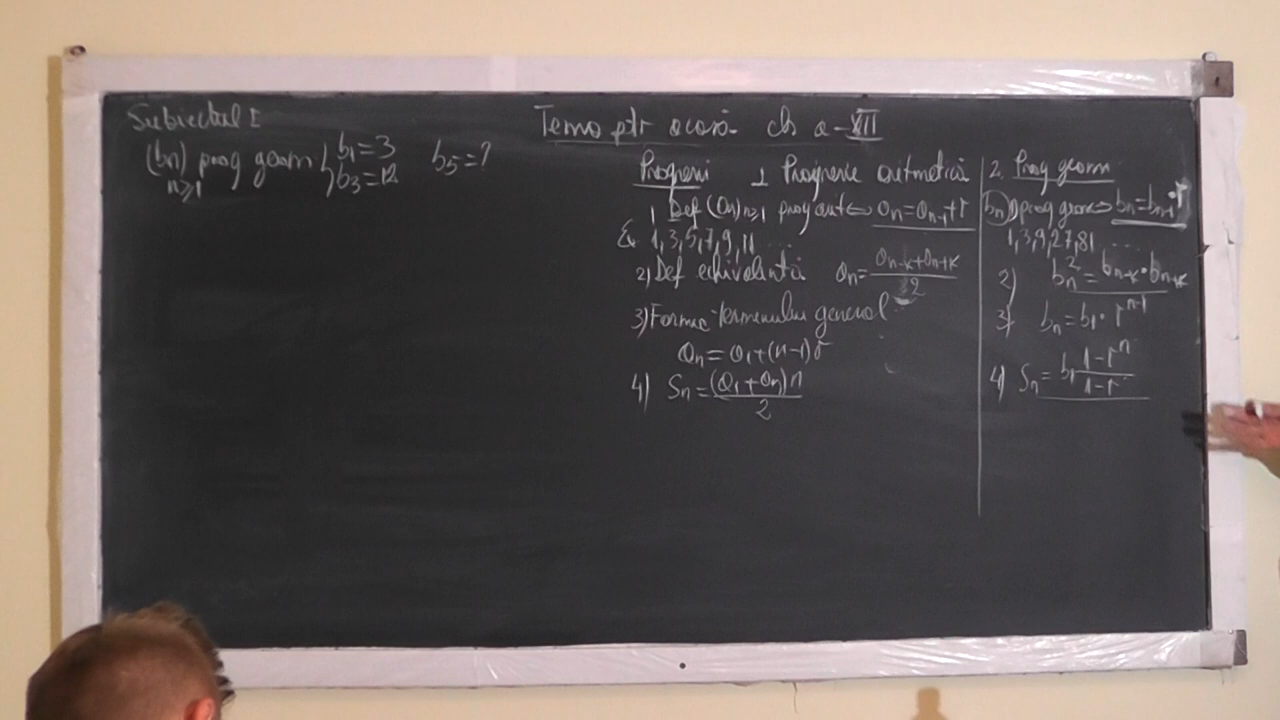 Subiectul I
(bn) n≥1 prog geom } b1=3 b3=12 b5=?
Tema ptr acasă cls a-XII
Progresii 1 Progresie aritmetică
1 Def (an)n≥1 prog arit ⇔ an=an-1+r
1,3,5,7,9,11...
2) Def echivalentă an = (an-k+an+k)/2
3) termenului general
an=a1+(n-1)r
4) Sn=(a1+an)n/2
2. Prog geom
bn) prog geom ⇔ bn=bn-1·r
1,3,9,27,81, ....
2) bn²=bn-k·bn+k
3) bn=b1·r^n-1
4) Sn=b1 (1-r^n)/(1-r)